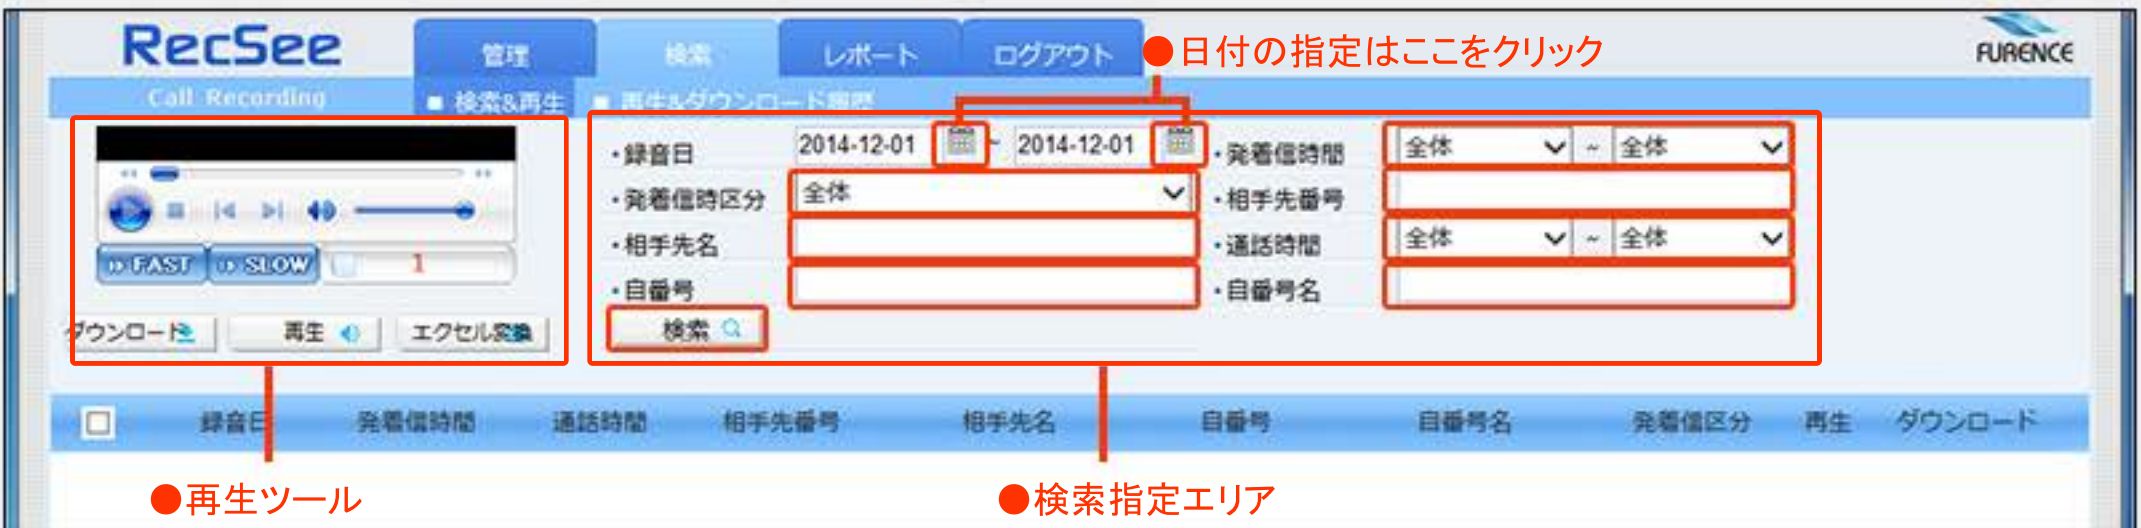 RecSee
管理
検索
レポート
ログアウト
●日付の指定はここをクリック
FURENCE
Call Recording
■ 検索&再生
■ 再生&ダウンロード履歴
・録音日
2014-12-01
~
2014-12-01
・発着信時間
全体
~
全体
・発着信時区分
全体
・相手先番号
・相手先名
・通話時間
全体
~
全体
・自番号
・自番号名
検索
FAST
SLOW
1
ダウンロード
再生
エクセル変換
録音日
発着信時間
通話時間
相手先番号
相手先名
自番号
自番号名
発着信区分
再生
ダウンロード
●再生ツール
●検索指定エリア